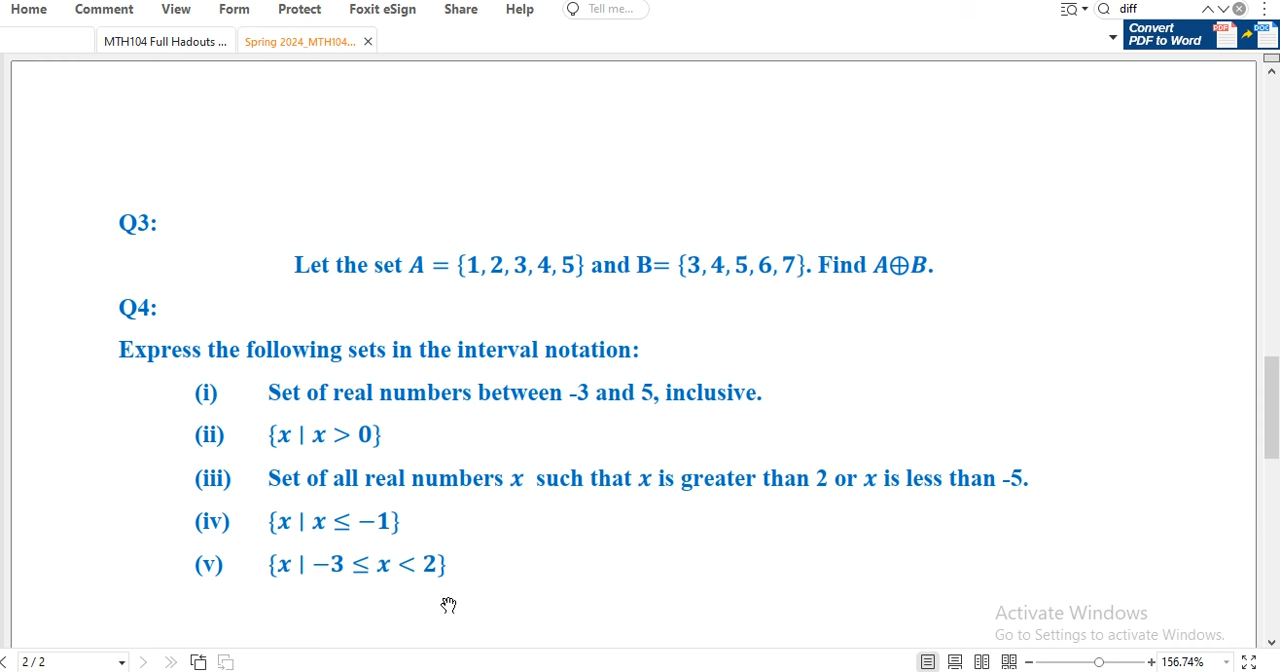 Home Comment View Form Protect Foxit eSign Share Help Tell me... diff
MTH104 Full Hadouts ... Spring 2024_MTH104... Convert PDF to Word
Q3:
Let the set A = {1, 2, 3, 4, 5} and B= {3, 4, 5, 6, 7}. Find A⊕B.
Q4:
Express the following sets in the interval notation:
(i) Set of real numbers between -3 and 5, inclusive.
(ii) {x | x > 0}
(iii) Set of all real numbers x such that x is greater than 2 or x is less than -5.
(iv) {x | x ≤ −1}
(v) {x | −3 ≤ x < 2}
Activate Windows
Go to Settings to activate Windows.
2 / 2 156.74%